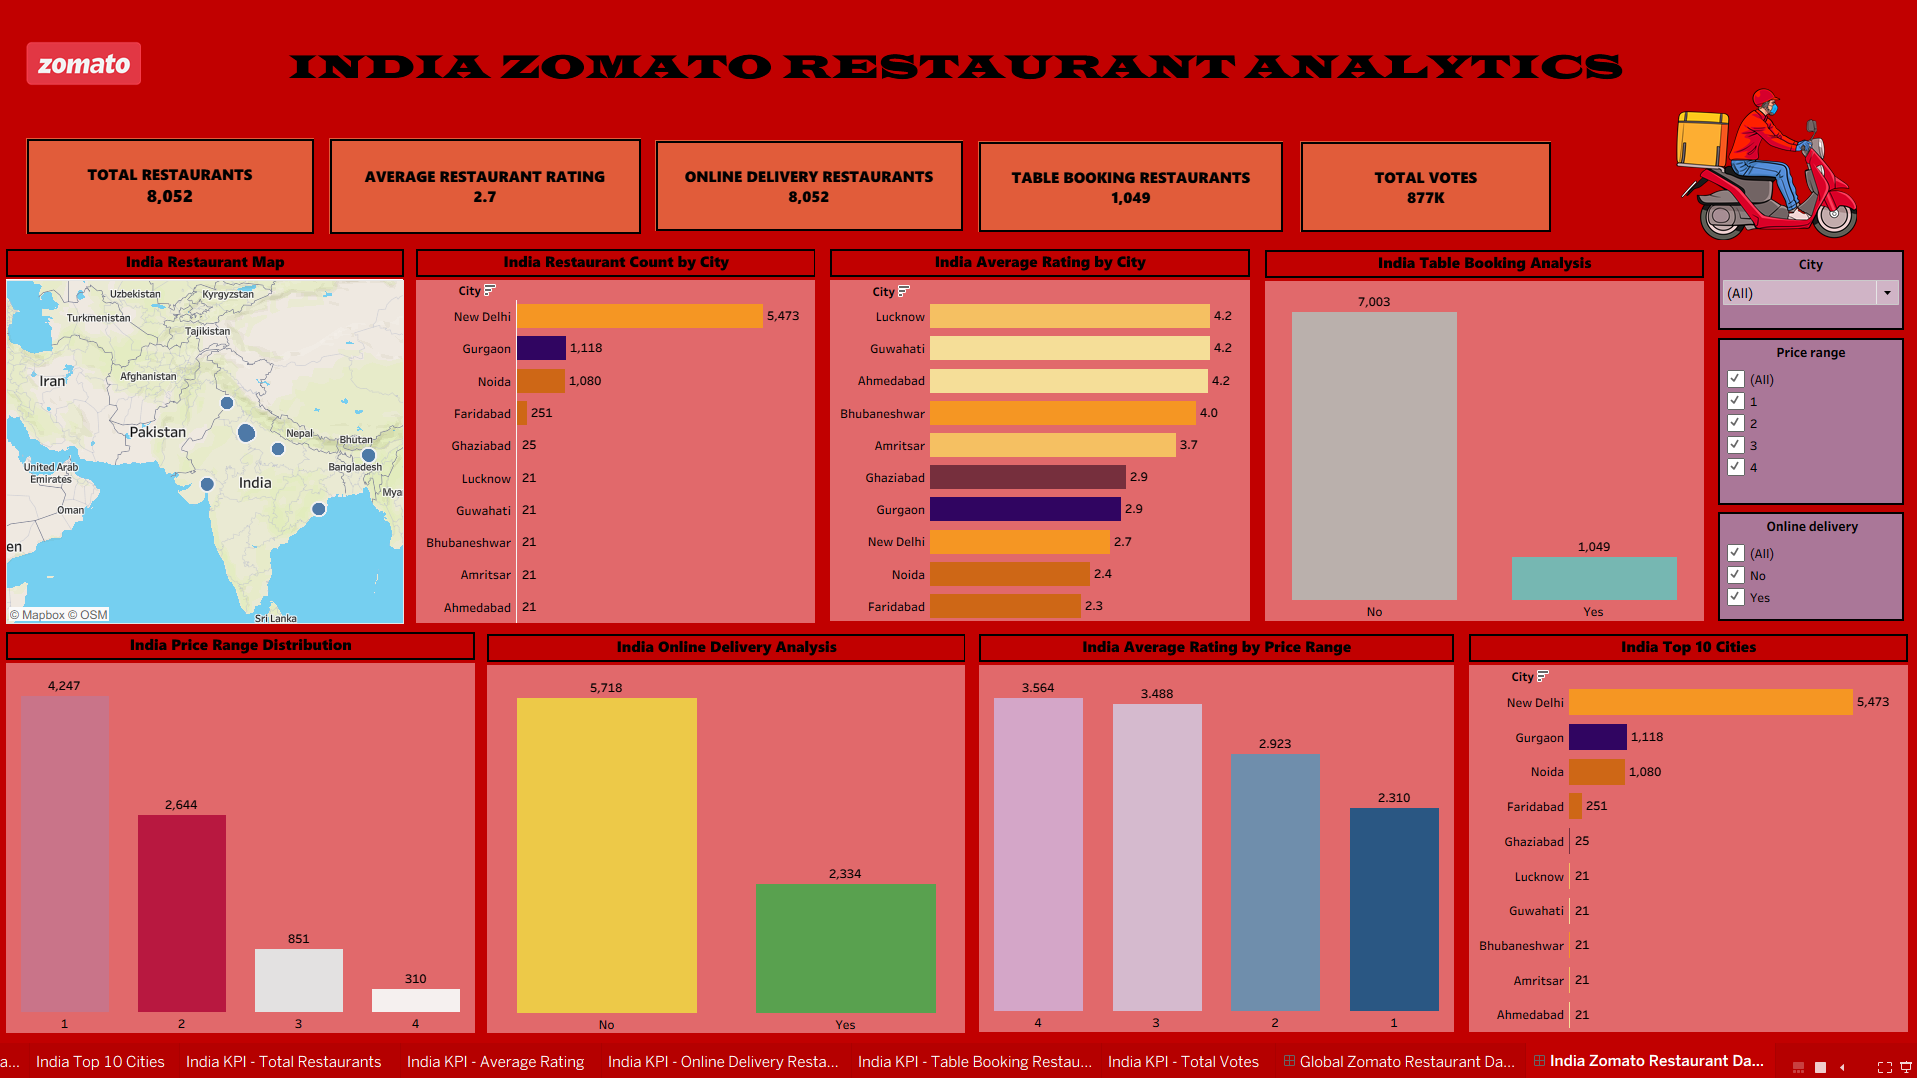 zomato
INDIA ZOMATO RESTAURANT ANALYTICS
TOTAL RESTAURANTS
8,052
AVERAGE RESTAURANT RATING
2.7
ONLINE DELIVERY RESTAURANTS
8,052
TABLE BOOKING RESTAURANTS
1,049
TOTAL VOTES
877K
India Restaurant Map
Uzbekistan
Kyrgyzstan
Turkmenistan
Tajikistan
Iran
Afghanistan
Pakistan
Nepal
Bhutan
United Arab
Emirates
Bangladesh
India
Mya
Oman
en
© Mapbox © OSM
Sri Lanka
India Restaurant Count by City
City
New Delhi 5,473
Gurgaon 1,118
Noida 1,080
Faridabad 251
Ghaziabad 25
Lucknow 21
Guwahati 21
Bhubaneshwar 21
Amritsar 21
Ahmedabad 21
India Average Rating by City
City
Lucknow 4.2
Guwahati 4.2
Ahmedabad 4.2
Bhubaneshwar 4.0
Amritsar 3.7
Ghaziabad 2.9
Gurgaon 2.9
New Delhi 2.7
Noida 2.4
Faridabad 2.3
India Table Booking Analysis
7,003
1,049
No Yes
City
(All)
Price range
(All)
1
2
3
4
Online delivery
(All)
No
Yes
India Price Range Distribution
4,247
2,644
851
310
1 2 3 4
India Online Delivery Analysis
5,718
2,334
No Yes
India Average Rating by Price Range
3.564
3.488
2.923
2.310
4 3 2 1
India Top 10 Cities
City
New Delhi 5,473
Gurgaon 1,118
Noida 1,080
Faridabad 251
Ghaziabad 25
Lucknow 21
Guwahati 21
Bhubaneshwar 21
Amritsar 21
Ahmedabad 21
a... India Top 10 Cities India KPI - Total Restaurants India KPI - Average Rating India KPI - Online Delivery Resta... India KPI - Table Booking Restau... India KPI - Total Votes Global Zomato Restaurant Da... India Zomato Restaurant Da...